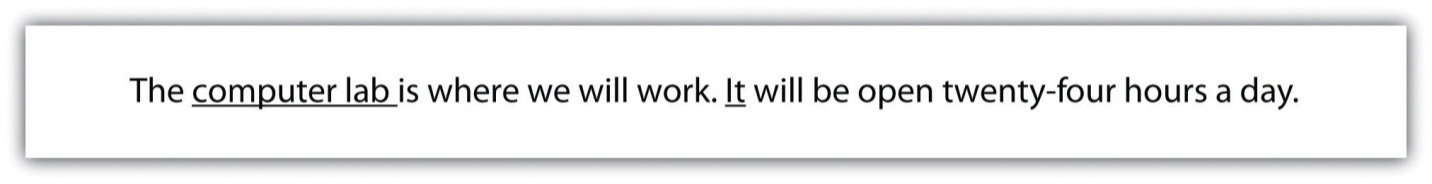 The computer lab is where we will work. It will be open twenty-four hours a day.